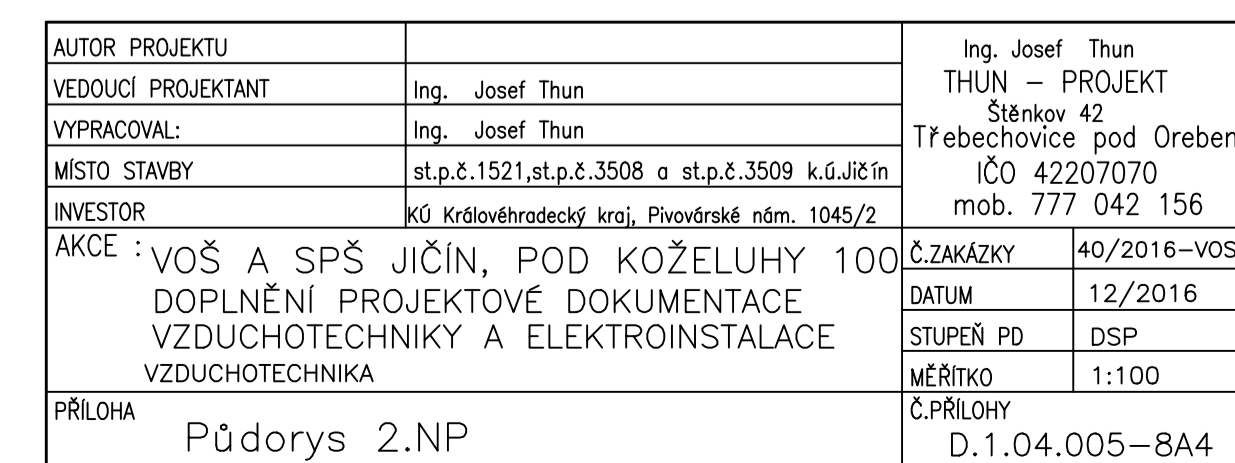 AUTOR PROJEKTU
VEDOUCÍ PROJEKTANT Ing. Josef Thun
VYPRACOVAL: Ing. Josef Thun
MÍSTO STAVBY st.p.č.1521,st.p.č.3508 a st.p.č.3509 k.ú.Jičín
INVESTOR KÚ Královéhradecký kraj, Pivovárské nám. 1045/2
Ing. Josef Thun
THUN – PROJEKT
Štěnkov 42
Třebechovice pod Oreben
IČO 42207070
mob. 777 042 156
AKCE : VOŠ A SPŠ JIČÍN, POD KOŽELUHY 100
DOPLNĚNÍ PROJEKTOVÉ DOKUMENTACE
VZDUCHOTECHNIKY A ELEKTROINSTALACE
VZDUCHOTECHNIKA
Č.ZAKÁZKY 40/2016–VOS
DATUM 12/2016
STUPEŇ PD DSP
MĚŘÍTKO 1:100
PŘÍLOHA
Půdorys 2.NP
Č.PŘÍLOHY
D.1.04.005–8A4